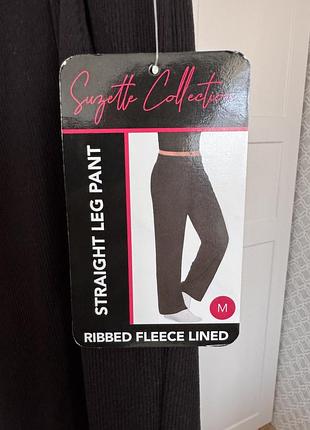 Suzette Collection
STRAIGHT LEG PANT
M
RIBBED FLEECE LINED